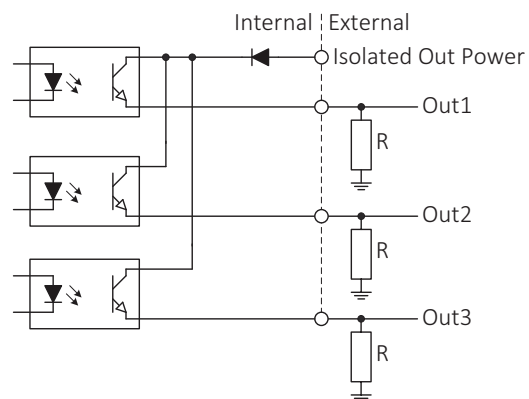 Internal External
Isolated Out Power
Out1
R
Out2
R
Out3
R